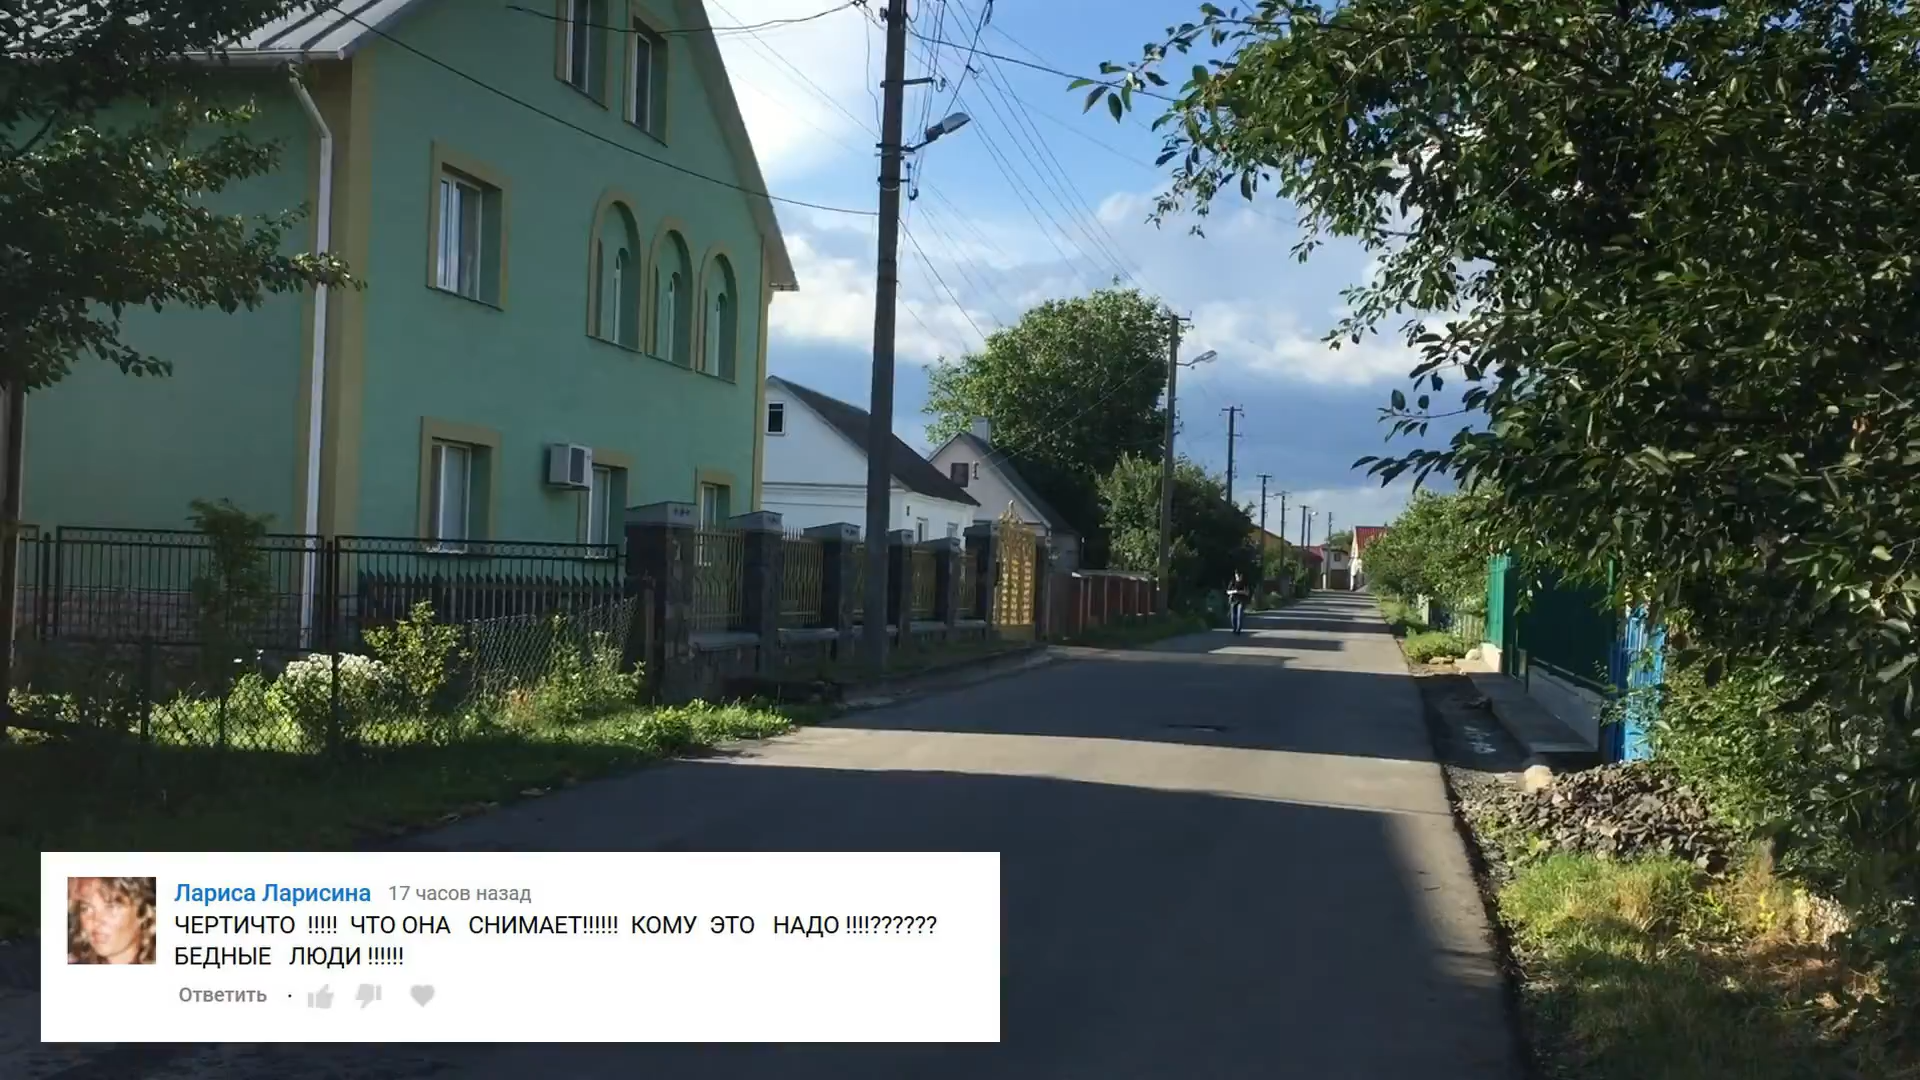 Лариса Ларисина 17 часов назад
ЧЕРТИЧТО !!!!! ЧТО ОНА СНИМАЕТ!!!!!! КОМУ ЭТО НАДО !!!!??????
БЕДНЫЕ ЛЮДИ !!!!!!
Ответить